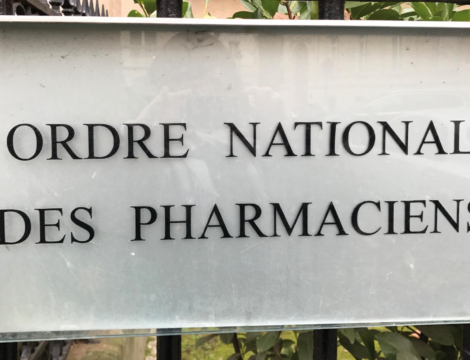 ORDRE NATIONAL
DES PHARMACIENS